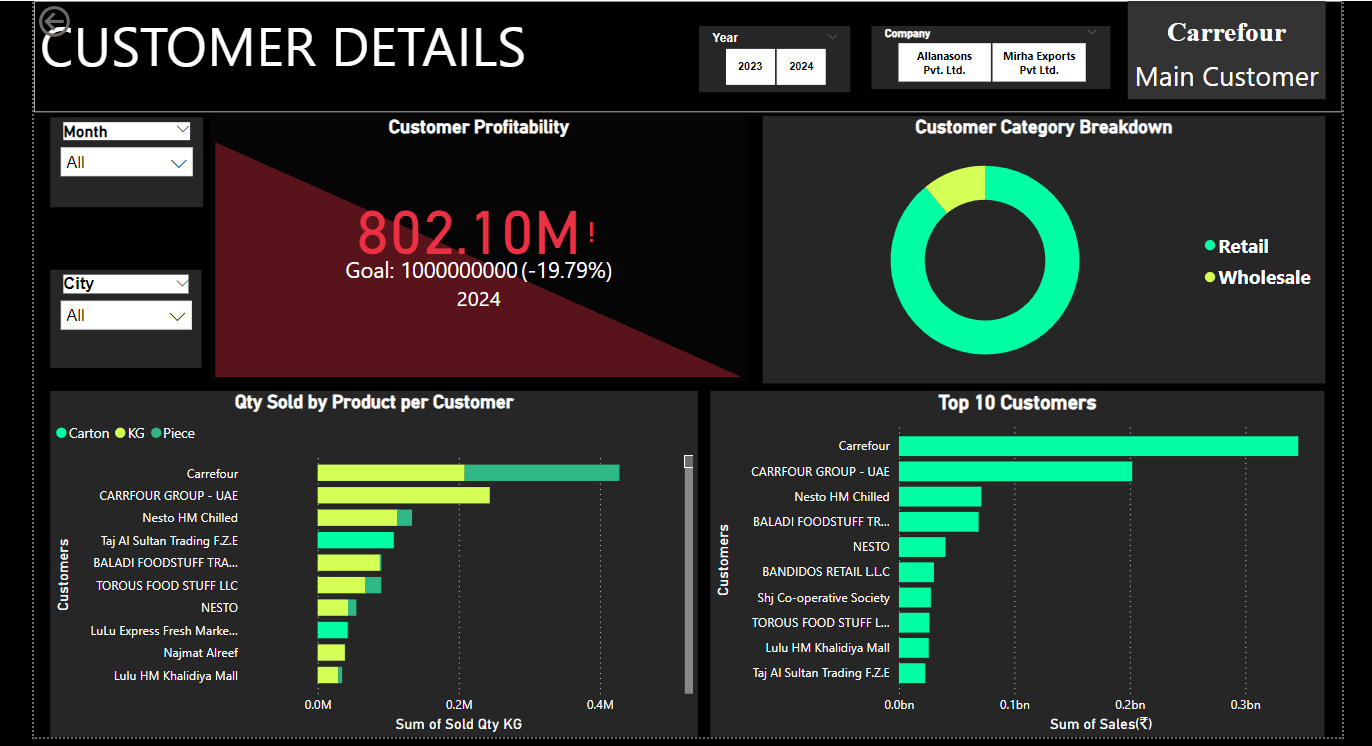 CUSTOMER DETAILS
Year
2023
2024
Company
Allanasons
Pvt. Ltd.
Mirha Exports
Pvt Ltd.
Carrefour
Main Customer
Month
All
City
All
Customer Profitability
802.10M!
Goal: 1000000000 (-19.79%)
2024
Customer Category Breakdown
Retail
Wholesale
Qty Sold by Product per Customer
Carton KG Piece
Customers
Carrefour
CARRFOUR GROUP - UAE
Nesto HM Chilled
Taj Al Sultan Trading F.Z.E
BALADI FOODSTUFF TRA...
TOROUS FOOD STUFF LLC
NESTO
LuLu Express Fresh Marke...
Najmat Alreef
Lulu HM Khalidiya Mall
0.0M 0.2M 0.4M
Sum of Sold Qty KG
Top 10 Customers
Customers
Carrefour
CARRFOUR GROUP - UAE
Nesto HM Chilled
BALADI FOODSTUFF TR...
NESTO
BANDIDOS RETAIL L.L.C
Shj Co-operative Society
TOROUS FOOD STUFF L...
Lulu HM Khalidiya Mall
Taj Al Sultan Trading F.Z.E
0.0bn 0.1bn 0.2bn 0.3bn
Sum of Sales(₹)